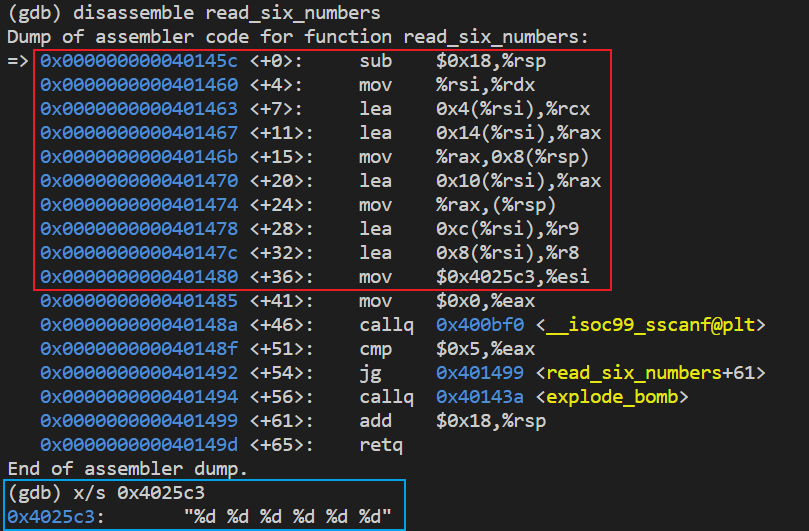 (gdb) disassemble read_six_numbers
Dump of assembler code for function read_six_numbers:
=> 0x000000000040145c <+0>:     sub    $0x18,%rsp
   0x0000000000401460 <+4>:     mov    %rsi,%rdx
   0x0000000000401463 <+7>:     lea    0x4(%rsi),%rcx
   0x0000000000401467 <+11>:    lea    0x14(%rsi),%rax
   0x000000000040146b <+15>:    mov    %rax,0x8(%rsp)
   0x0000000000401470 <+20>:    lea    0x10(%rsi),%rax
   0x0000000000401474 <+24>:    mov    %rax,(%rsp)
   0x0000000000401478 <+28>:    lea    0xc(%rsi),%r9
   0x000000000040147c <+32>:    lea    0x8(%rsi),%r8
   0x0000000000401480 <+36>:    mov    $0x4025c3,%esi
   0x0000000000401485 <+41>:    mov    $0x0,%eax
   0x000000000040148a <+46>:    callq  0x400bf0 <__isoc99_sscanf@plt>
   0x000000000040148f <+51>:    cmp    $0x5,%eax
   0x0000000000401492 <+54>:    jg     0x401499 <read_six_numbers+61>
   0x0000000000401494 <+56>:    callq  0x40143a <explode_bomb>
   0x0000000000401499 <+61>:    add    $0x18,%rsp
   0x000000000040149d <+65>:    retq
End of assembler dump.
(gdb) x/s 0x4025c3
0x4025c3:       "%d %d %d %d %d %d"